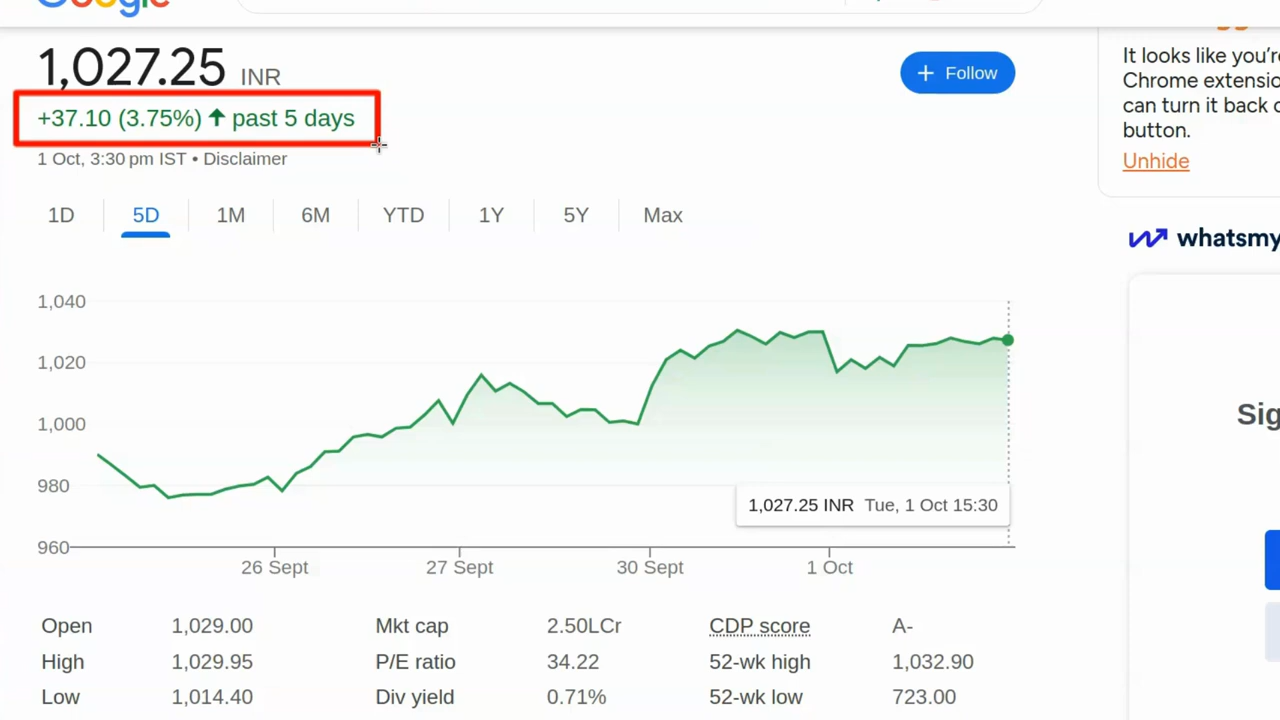 Google
1,027.25 INR
+ Follow
+37.10 (3.75%) ↑ past 5 days
1 Oct, 3:30 pm IST • Disclaimer
1D 5D 1M 6M YTD 1Y 5Y Max
1,040
1,020
1,000
980
960
1,027.25 INR Tue, 1 Oct 15:30
26 Sept 27 Sept 30 Sept 1 Oct
Open 1,029.00 Mkt cap 2.50LCr CDP score A-
High 1,029.95 P/E ratio 34.22 52-wk high 1,032.90
Low 1,014.40 Div yield 0.71% 52-wk low 723.00
It looks like you're
Chrome extensio
can turn it back o
button.
Unhide
whatsmy
Sig